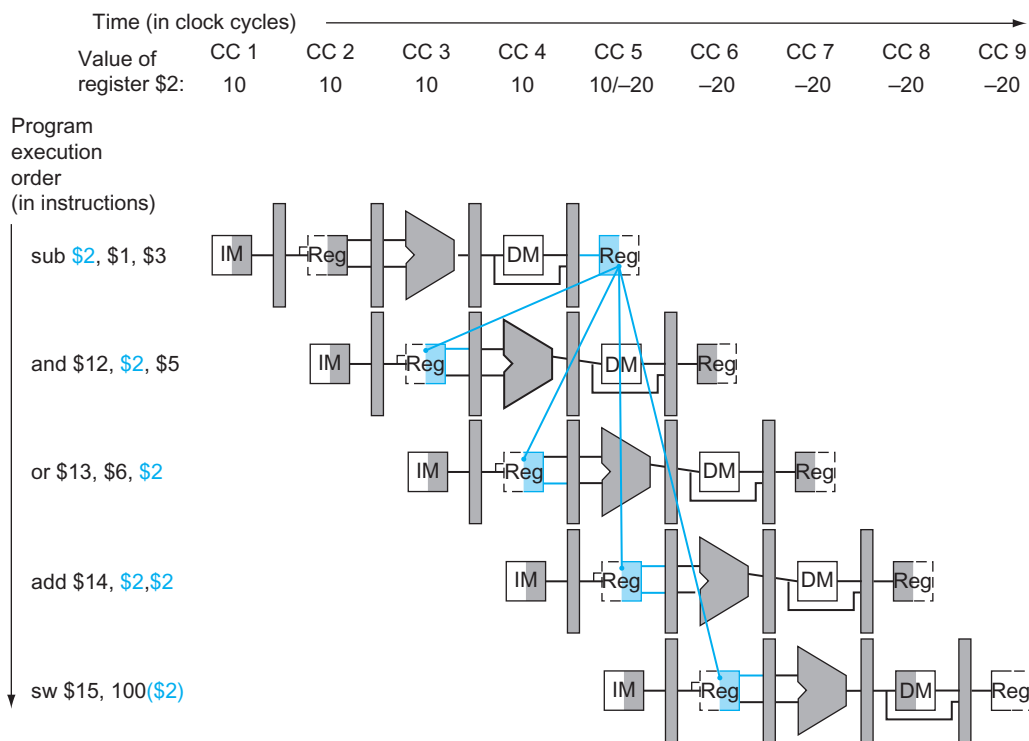 Time (in clock cycles)
Value of register $2:
CC 1 CC 2 CC 3 CC 4 CC 5 CC 6 CC 7 CC 8 CC 9
10 10 10 10 10/–20 –20 –20 –20 –20
Program
execution
order
(in instructions)
sub $2, $1, $3
IM Reg DM Reg
and $12, $2, $5
IM Reg DM Reg
or $13, $6, $2
IM Reg DM Reg
add $14, $2,$2
IM Reg DM Reg
sw $15, 100($2)
IM Reg DM Reg